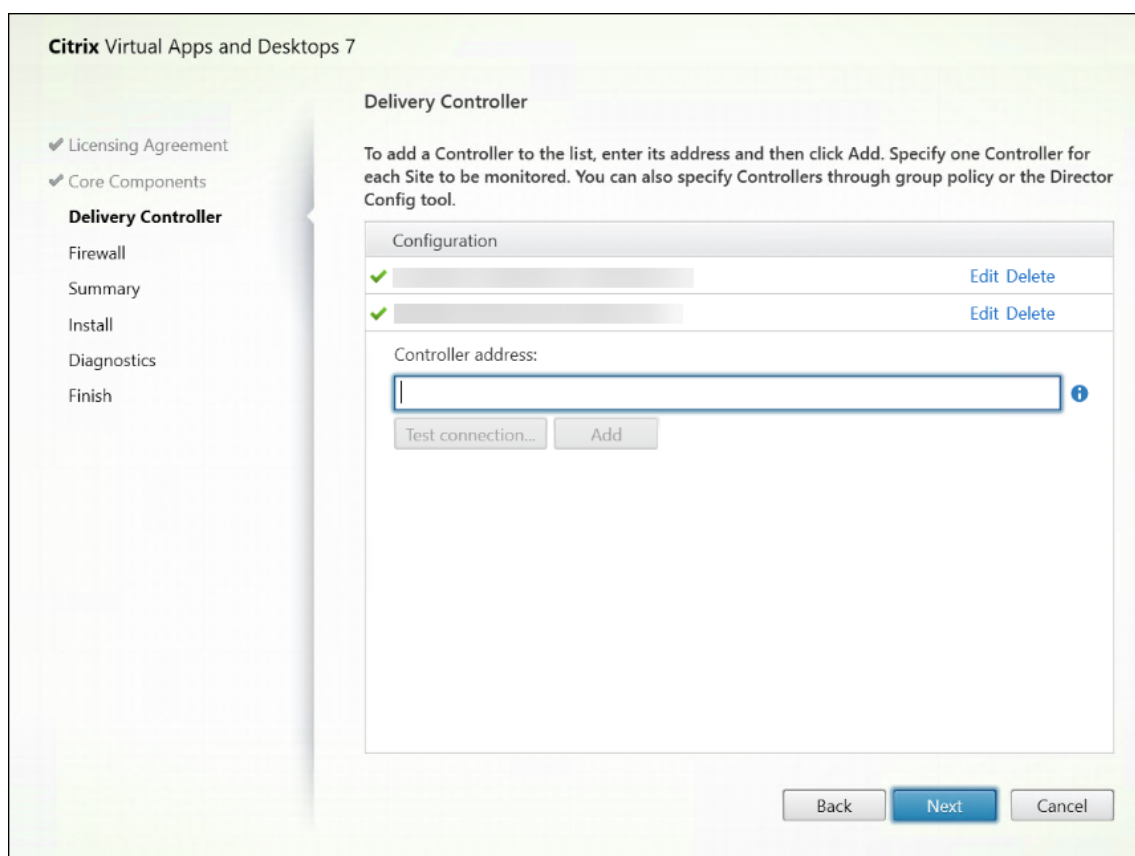 Citrix Virtual Apps and Desktops 7
Licensing Agreement
Core Components
Delivery Controller
Firewall
Summary
Install
Diagnostics
Finish
Delivery Controller
To add a Controller to the list, enter its address and then click Add. Specify one Controller for
each Site to be monitored. You can also specify Controllers through group policy or the Director
Config tool.
Configuration
Edit Delete
Edit Delete
Controller address:
Test connection... Add
Back Next Cancel